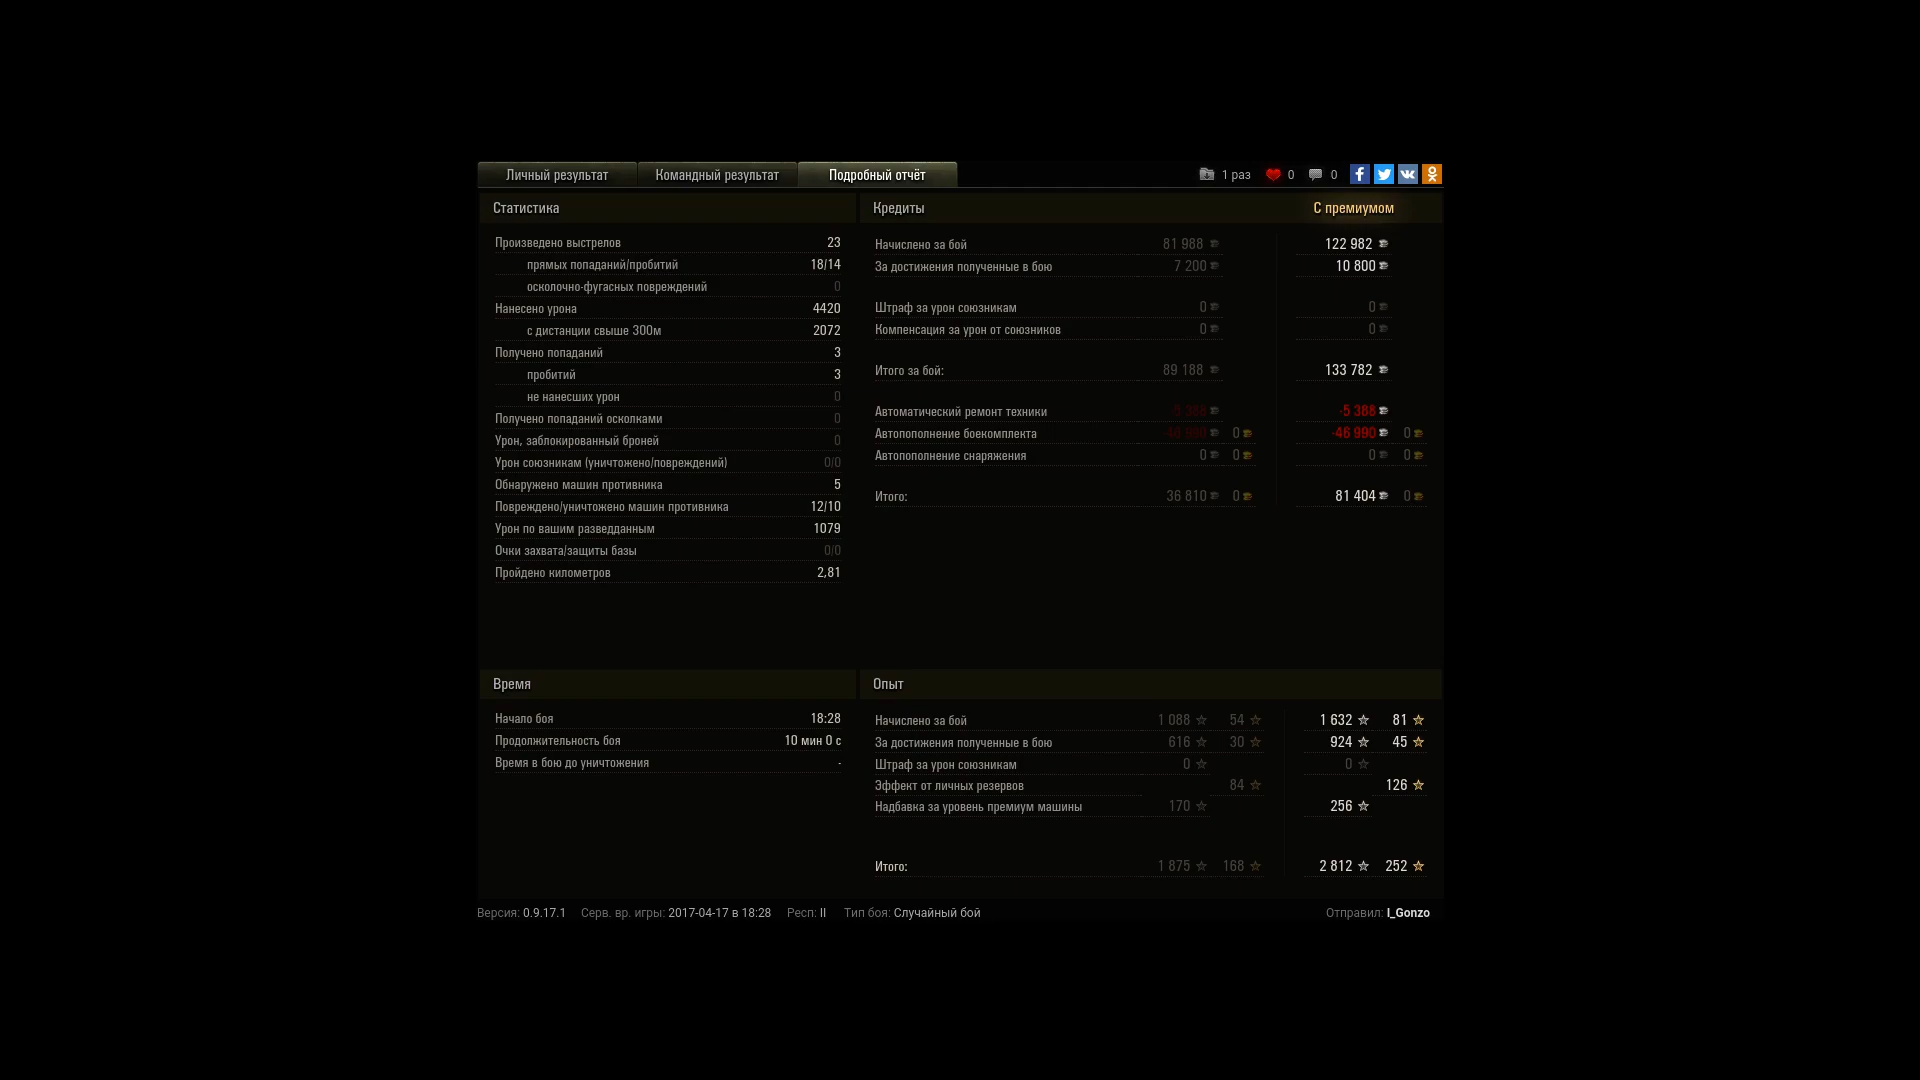 Личный результат Командный результат Подробный отчёт 1 раз 0 0
Статистика
Произведено выстрелов 23
прямых попаданий/пробитий 18/14
осколочно-фугасных повреждений 0
Нанесено урона 4420
с дистанции свыше 300м 2072
Получено попаданий 3
пробитий 3
не нанесших урон 0
Получено попаданий осколками 0
Урон, заблокированный броней 0
Урон союзникам (уничтожено/повреждений) 0/0
Обнаружено машин противника 5
Повреждено/уничтожено машин противника 12/10
Урон по вашим разведданным 1079
Очки захвата/защиты базы 0/0
Пройдено километров 2,81
Кредиты С премиумом
Начислено за бой 81 988 122 982
За достижения полученные в бою 7 200 10 800
Штраф за урон союзникам 0 0
Компенсация за урон от союзников 0 0
Итого за бой: 89 188 133 782
Автоматический ремонт техники -5 388 -5 388
Автопополнение боекомплекта -46 990 0 -46 990 0
Автопополнение снаряжения 0 0 0 0
Итого: 36 810 0 81 404 0
Время
Начало боя 18:28
Продолжительность боя 10 мин 0 с
Время в бою до уничтожения -
Опыт
Начислено за бой 1 088 54 1 632 81
За достижения полученные в бою 616 30 924 45
Штраф за урон союзникам 0 0
Эффект от личных резервов 84 126
Надбавка за уровень премиум машины 170 256
Итого: 1 875 168 2 812 252
Версия: 0.9.17.1 Серв. вр. игры: 2017-04-17 в 18:28 Респ: II Тип боя: Случайный бой Отправил: I_Gonzo